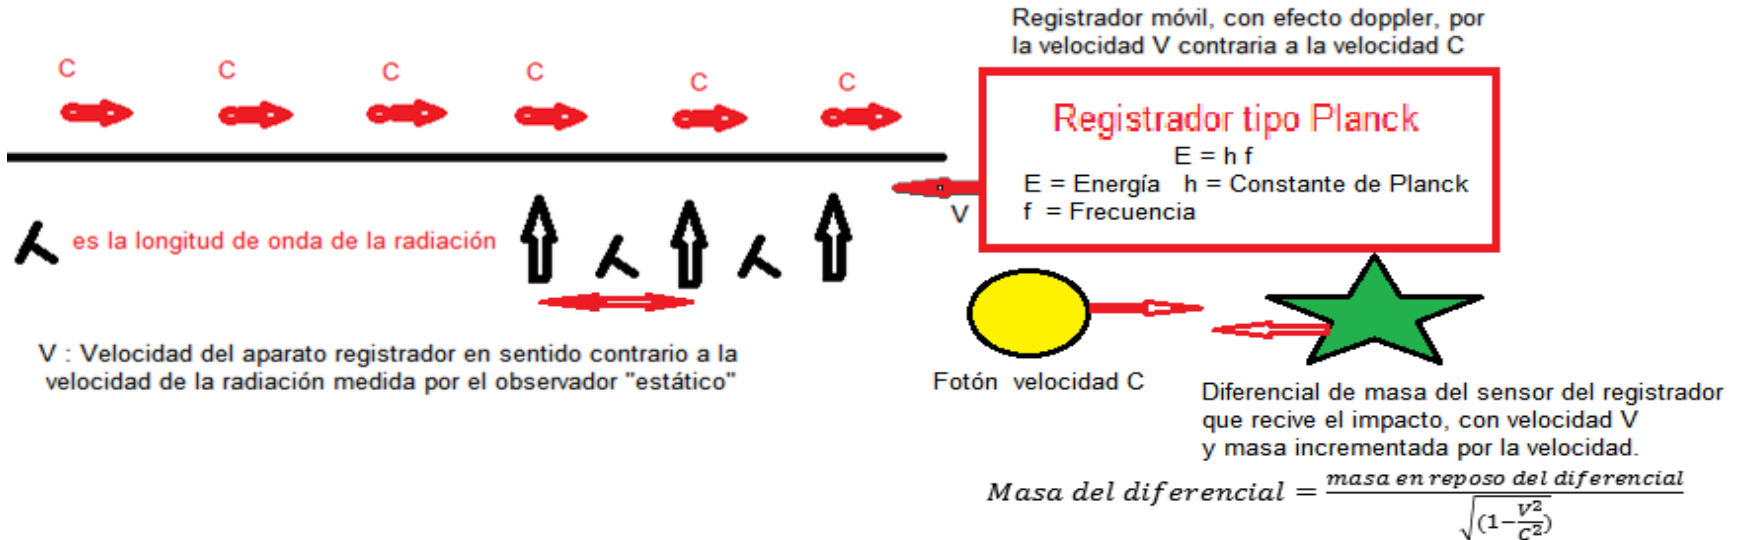 Registrador móvil, con efecto doppler, por
la velocidad V contraria a la velocidad C
C C C C C C
Registrador tipo Planck
E = h f
E = Energía h = Constante de Planck
f = Frecuencia
V
⅄ es la longitud de onda de la radiación ⅄ ⅄
V : Velocidad del aparato registrador en sentido contrario a la
velocidad de la radiación medida por el observador "estático"
Fotón velocidad C
Diferencial de masa del sensor del registrador
que recive el impacto, con velocidad V
y masa incrementada por la velocidad.
Masa del diferencial = masa en reposo del diferencial / √(1−V²/C²)